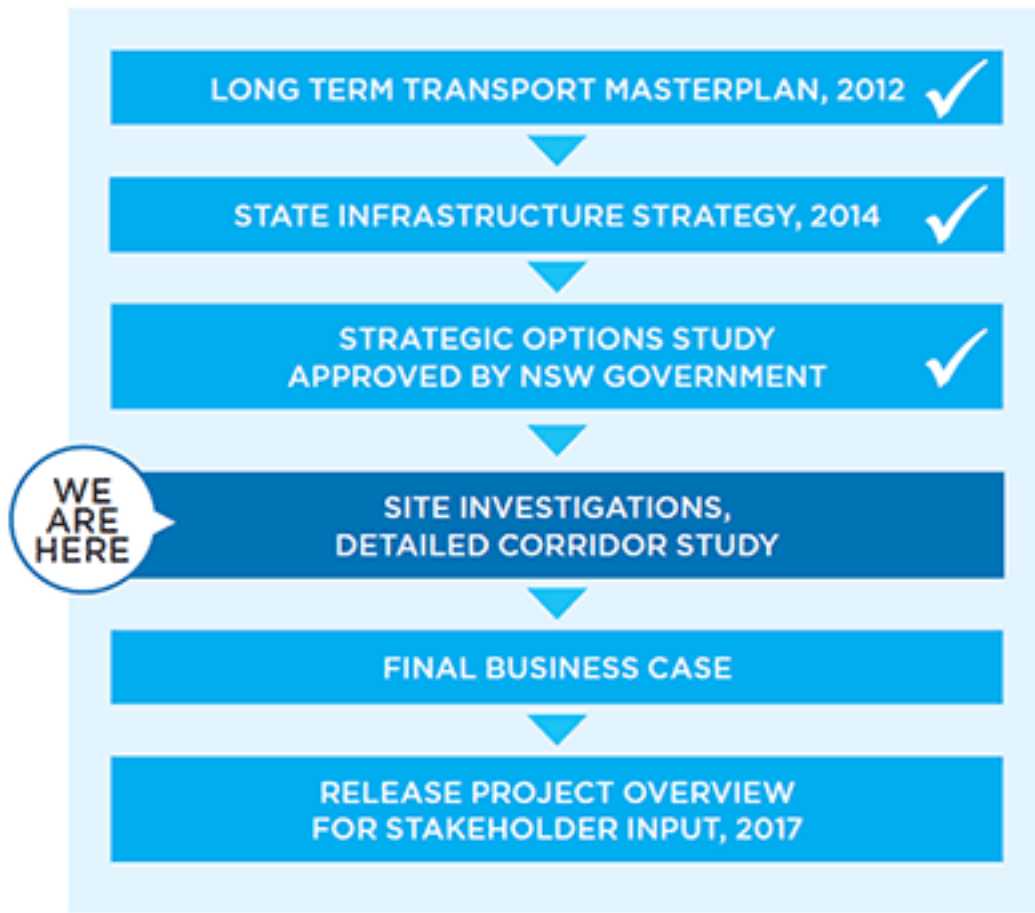 LONG TERM TRANSPORT MASTERPLAN, 2012
STATE INFRASTRUCTURE STRATEGY, 2014
STRATEGIC OPTIONS STUDY
APPROVED BY NSW GOVERNMENT
WE
ARE
HERE
SITE INVESTIGATIONS,
DETAILED CORRIDOR STUDY
FINAL BUSINESS CASE
RELEASE PROJECT OVERVIEW
FOR STAKEHOLDER INPUT, 2017